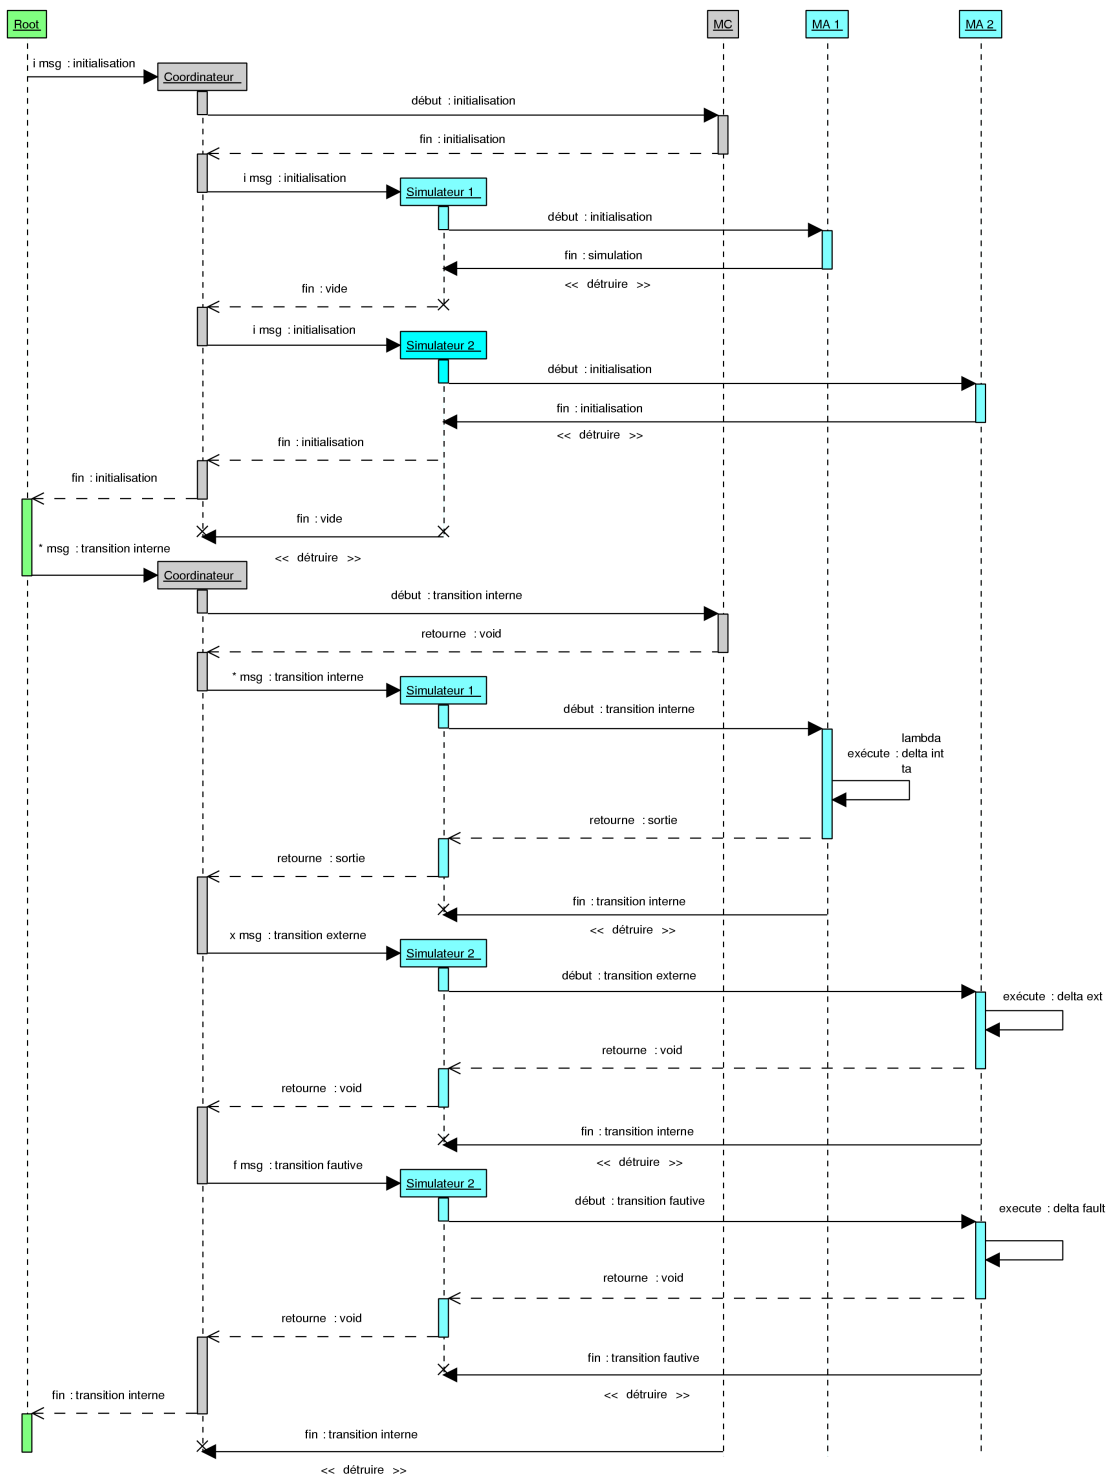 Root
MC
MA 1
MA 2
i msg : initialisation
Coordinateur
début : initialisation
fin : initialisation
i msg : initialisation
Simulateur 1
début : initialisation
fin : simulation
<< détruire >>
fin : vide
i msg : initialisation
Simulateur 2
début : initialisation
fin : initialisation
<< détruire >>
fin : initialisation
fin : initialisation
fin : vide
<< détruire >>
* msg : transition interne
Coordinateur
début : transition interne
retourne : void
* msg : transition interne
Simulateur 1
début : transition interne
lambda
exécute : delta int
ta
retourne : sortie
retourne : sortie
fin : transition interne
<< détruire >>
x msg : transition externe
Simulateur 2
début : transition externe
exécute : delta ext
retourne : void
retourne : void
fin : transition interne
<< détruire >>
f msg : transition fautive
Simulateur 2
début : transition fautive
execute : delta fault
retourne : void
retourne : void
fin : transition fautive
<< détruire >>
fin : transition interne
fin : transition interne
<< détruire >>